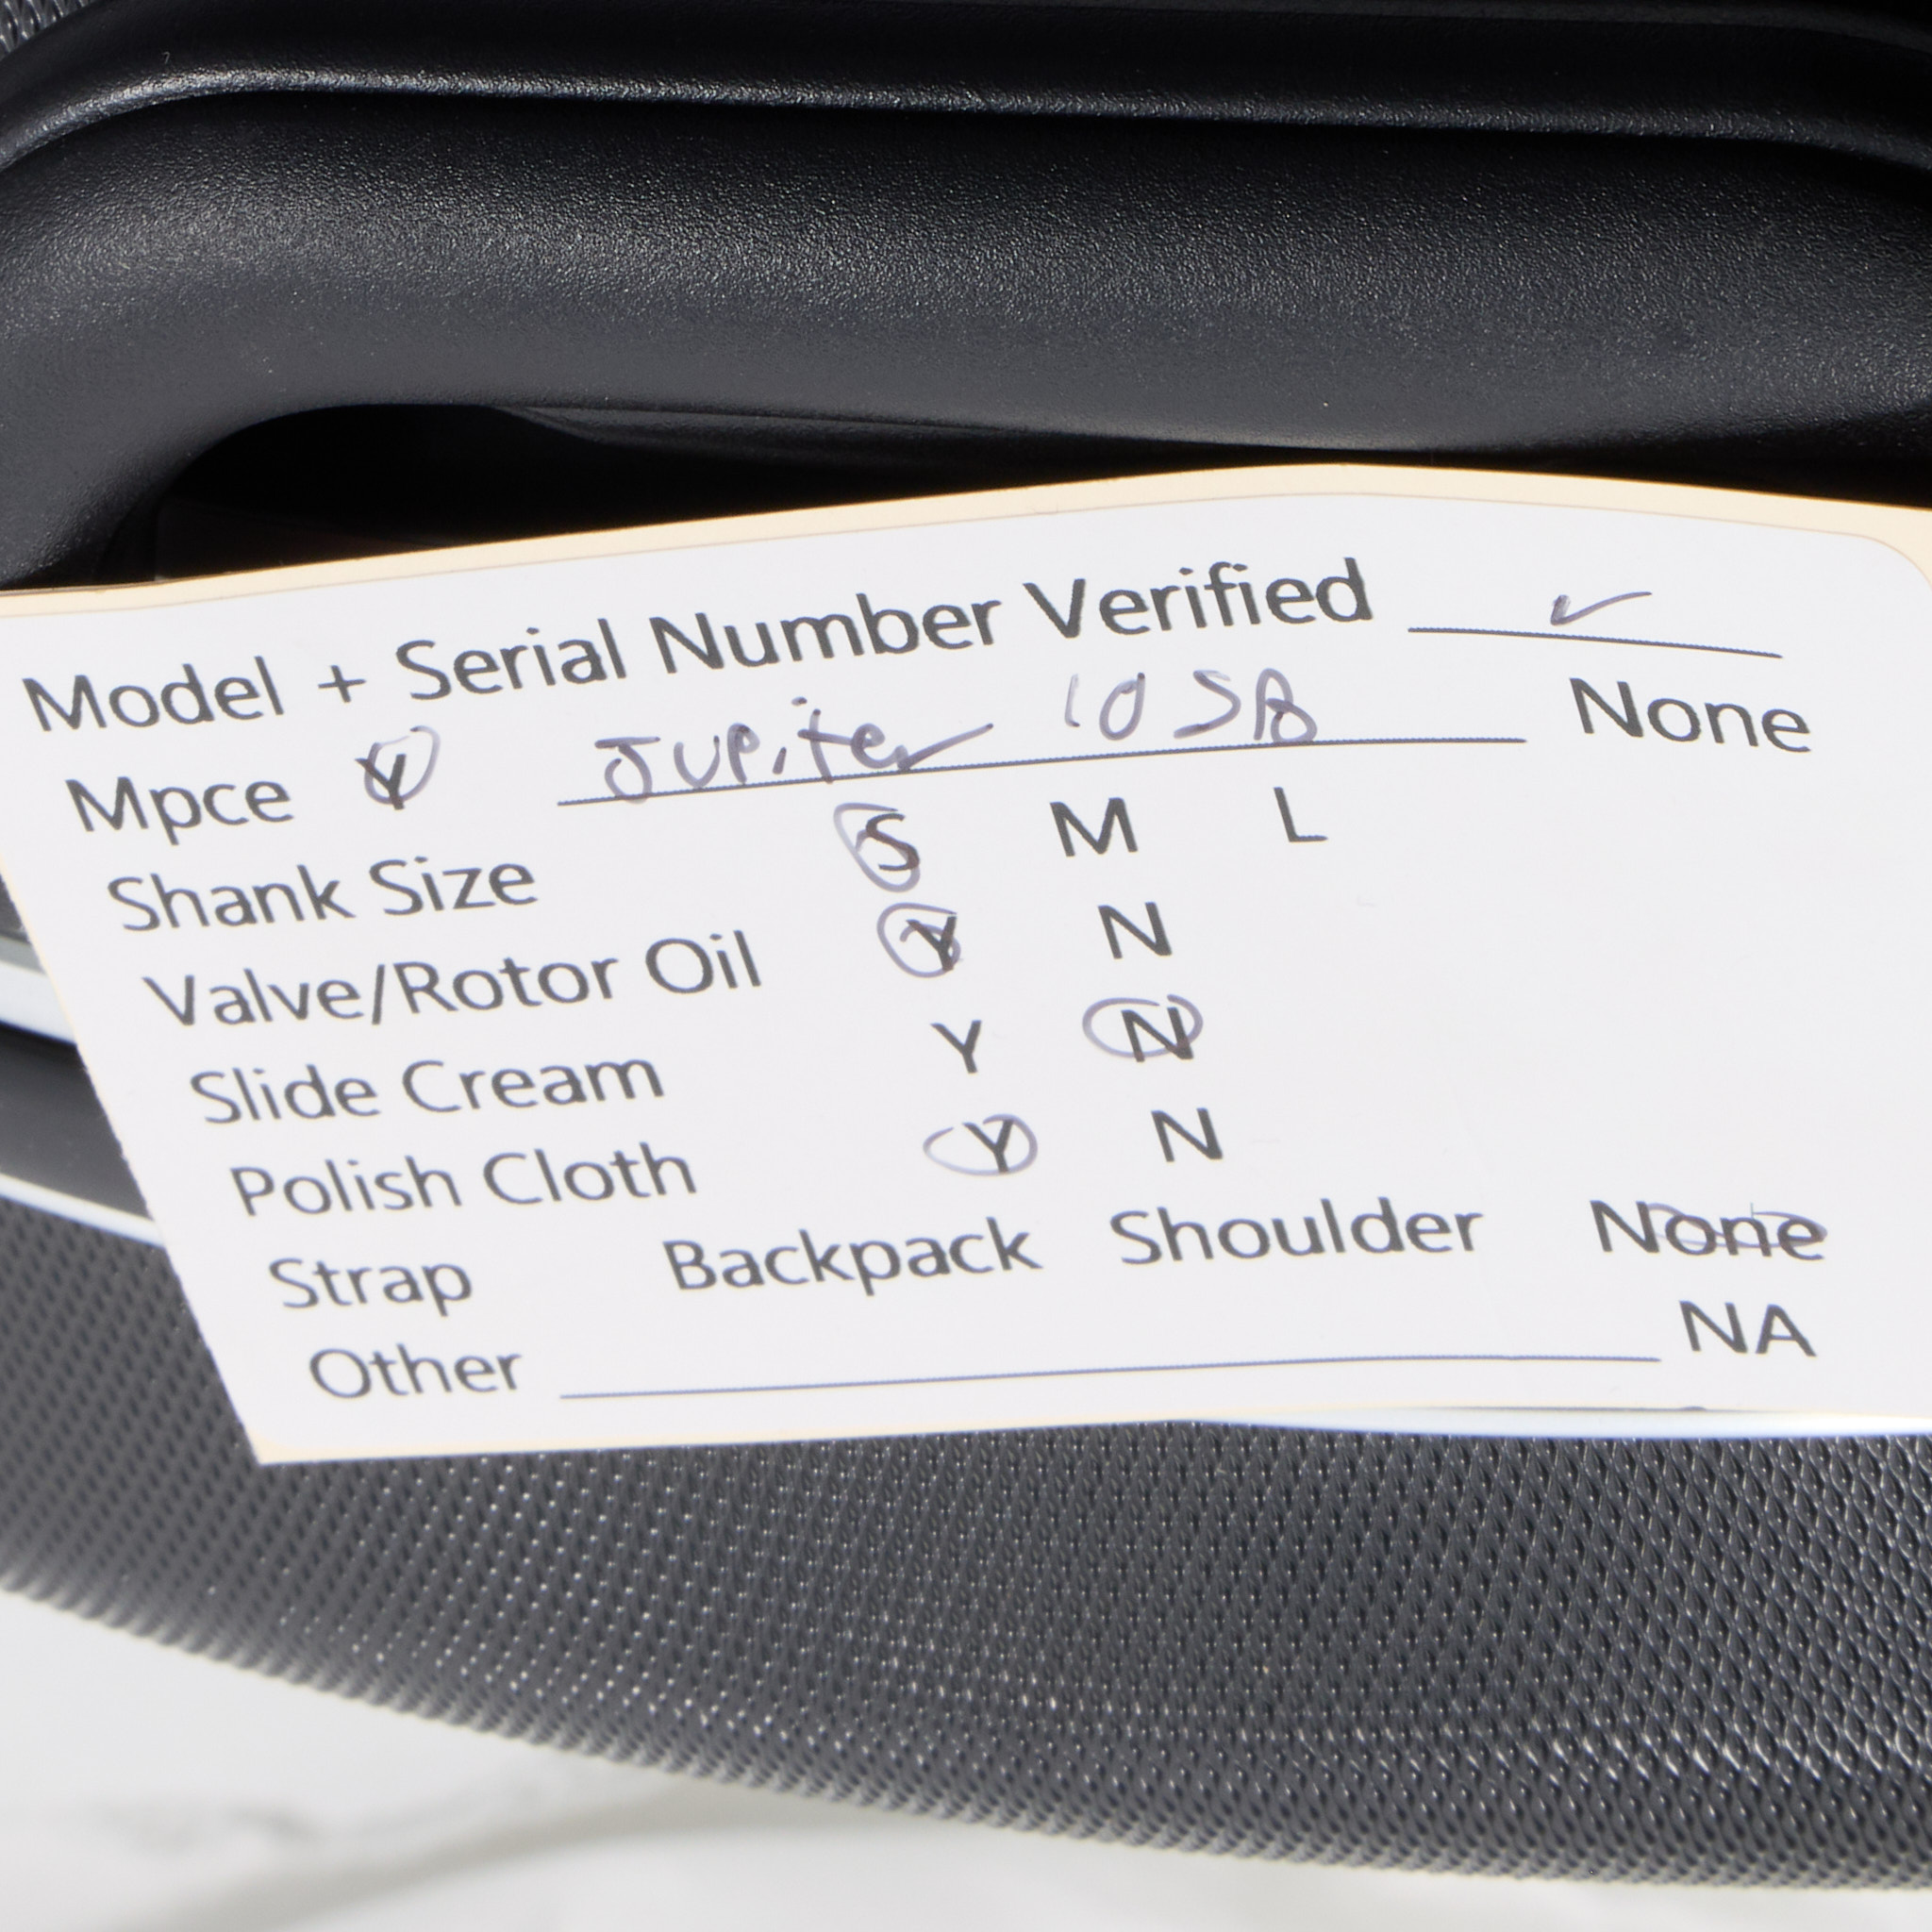 Model + Serial Number Verified ✓
Mpce Y Jupiter 10SB None
Shank Size S M L
Valve/Rotor Oil Y N
Slide Cream Y N
Polish Cloth Y N
Strap Backpack Shoulder None
Other NA